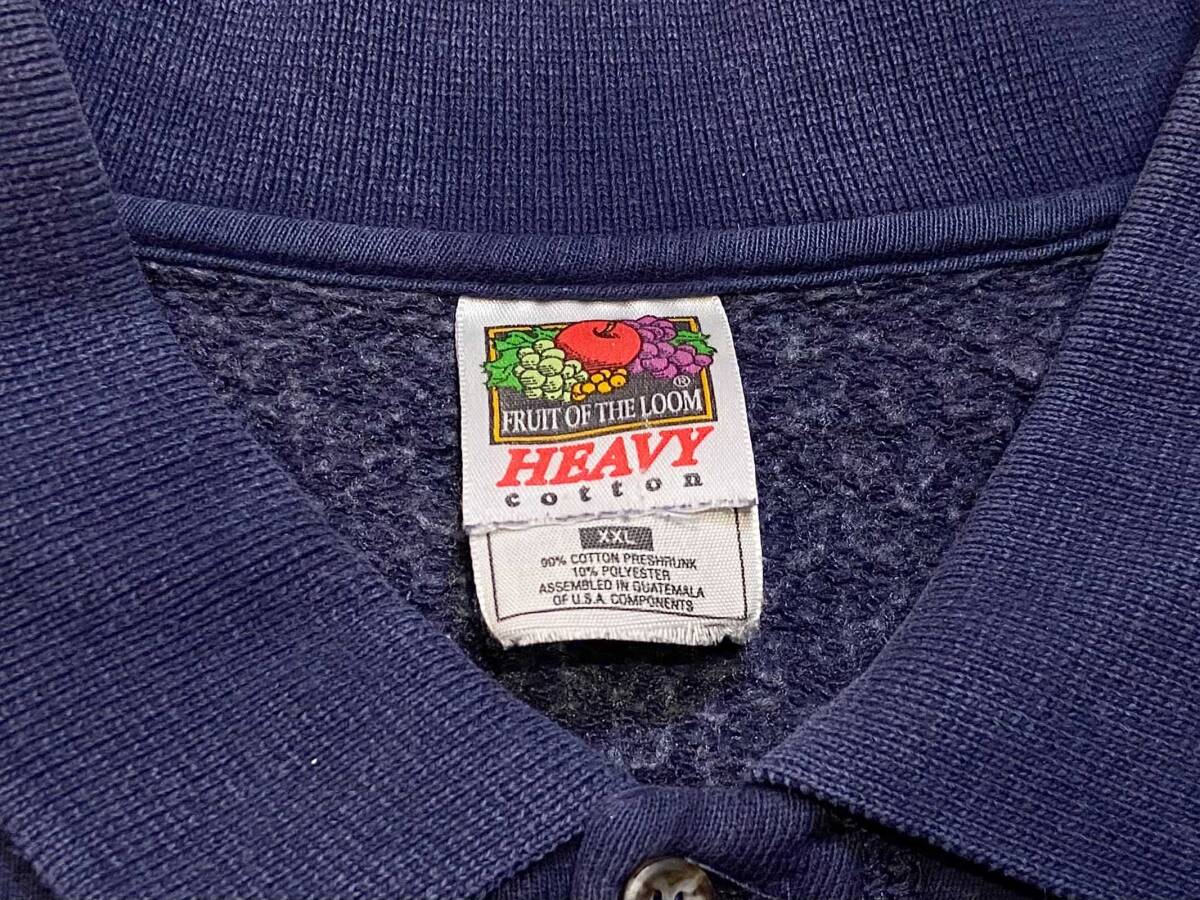 ®
FRUIT OF THE LOOM
HEAVY
cotton
XXL
90% COTTON PRESHRUNK
10% POLYESTER
ASSEMBLED IN GUATEMALA
OF U.S.A. COMPONENTS